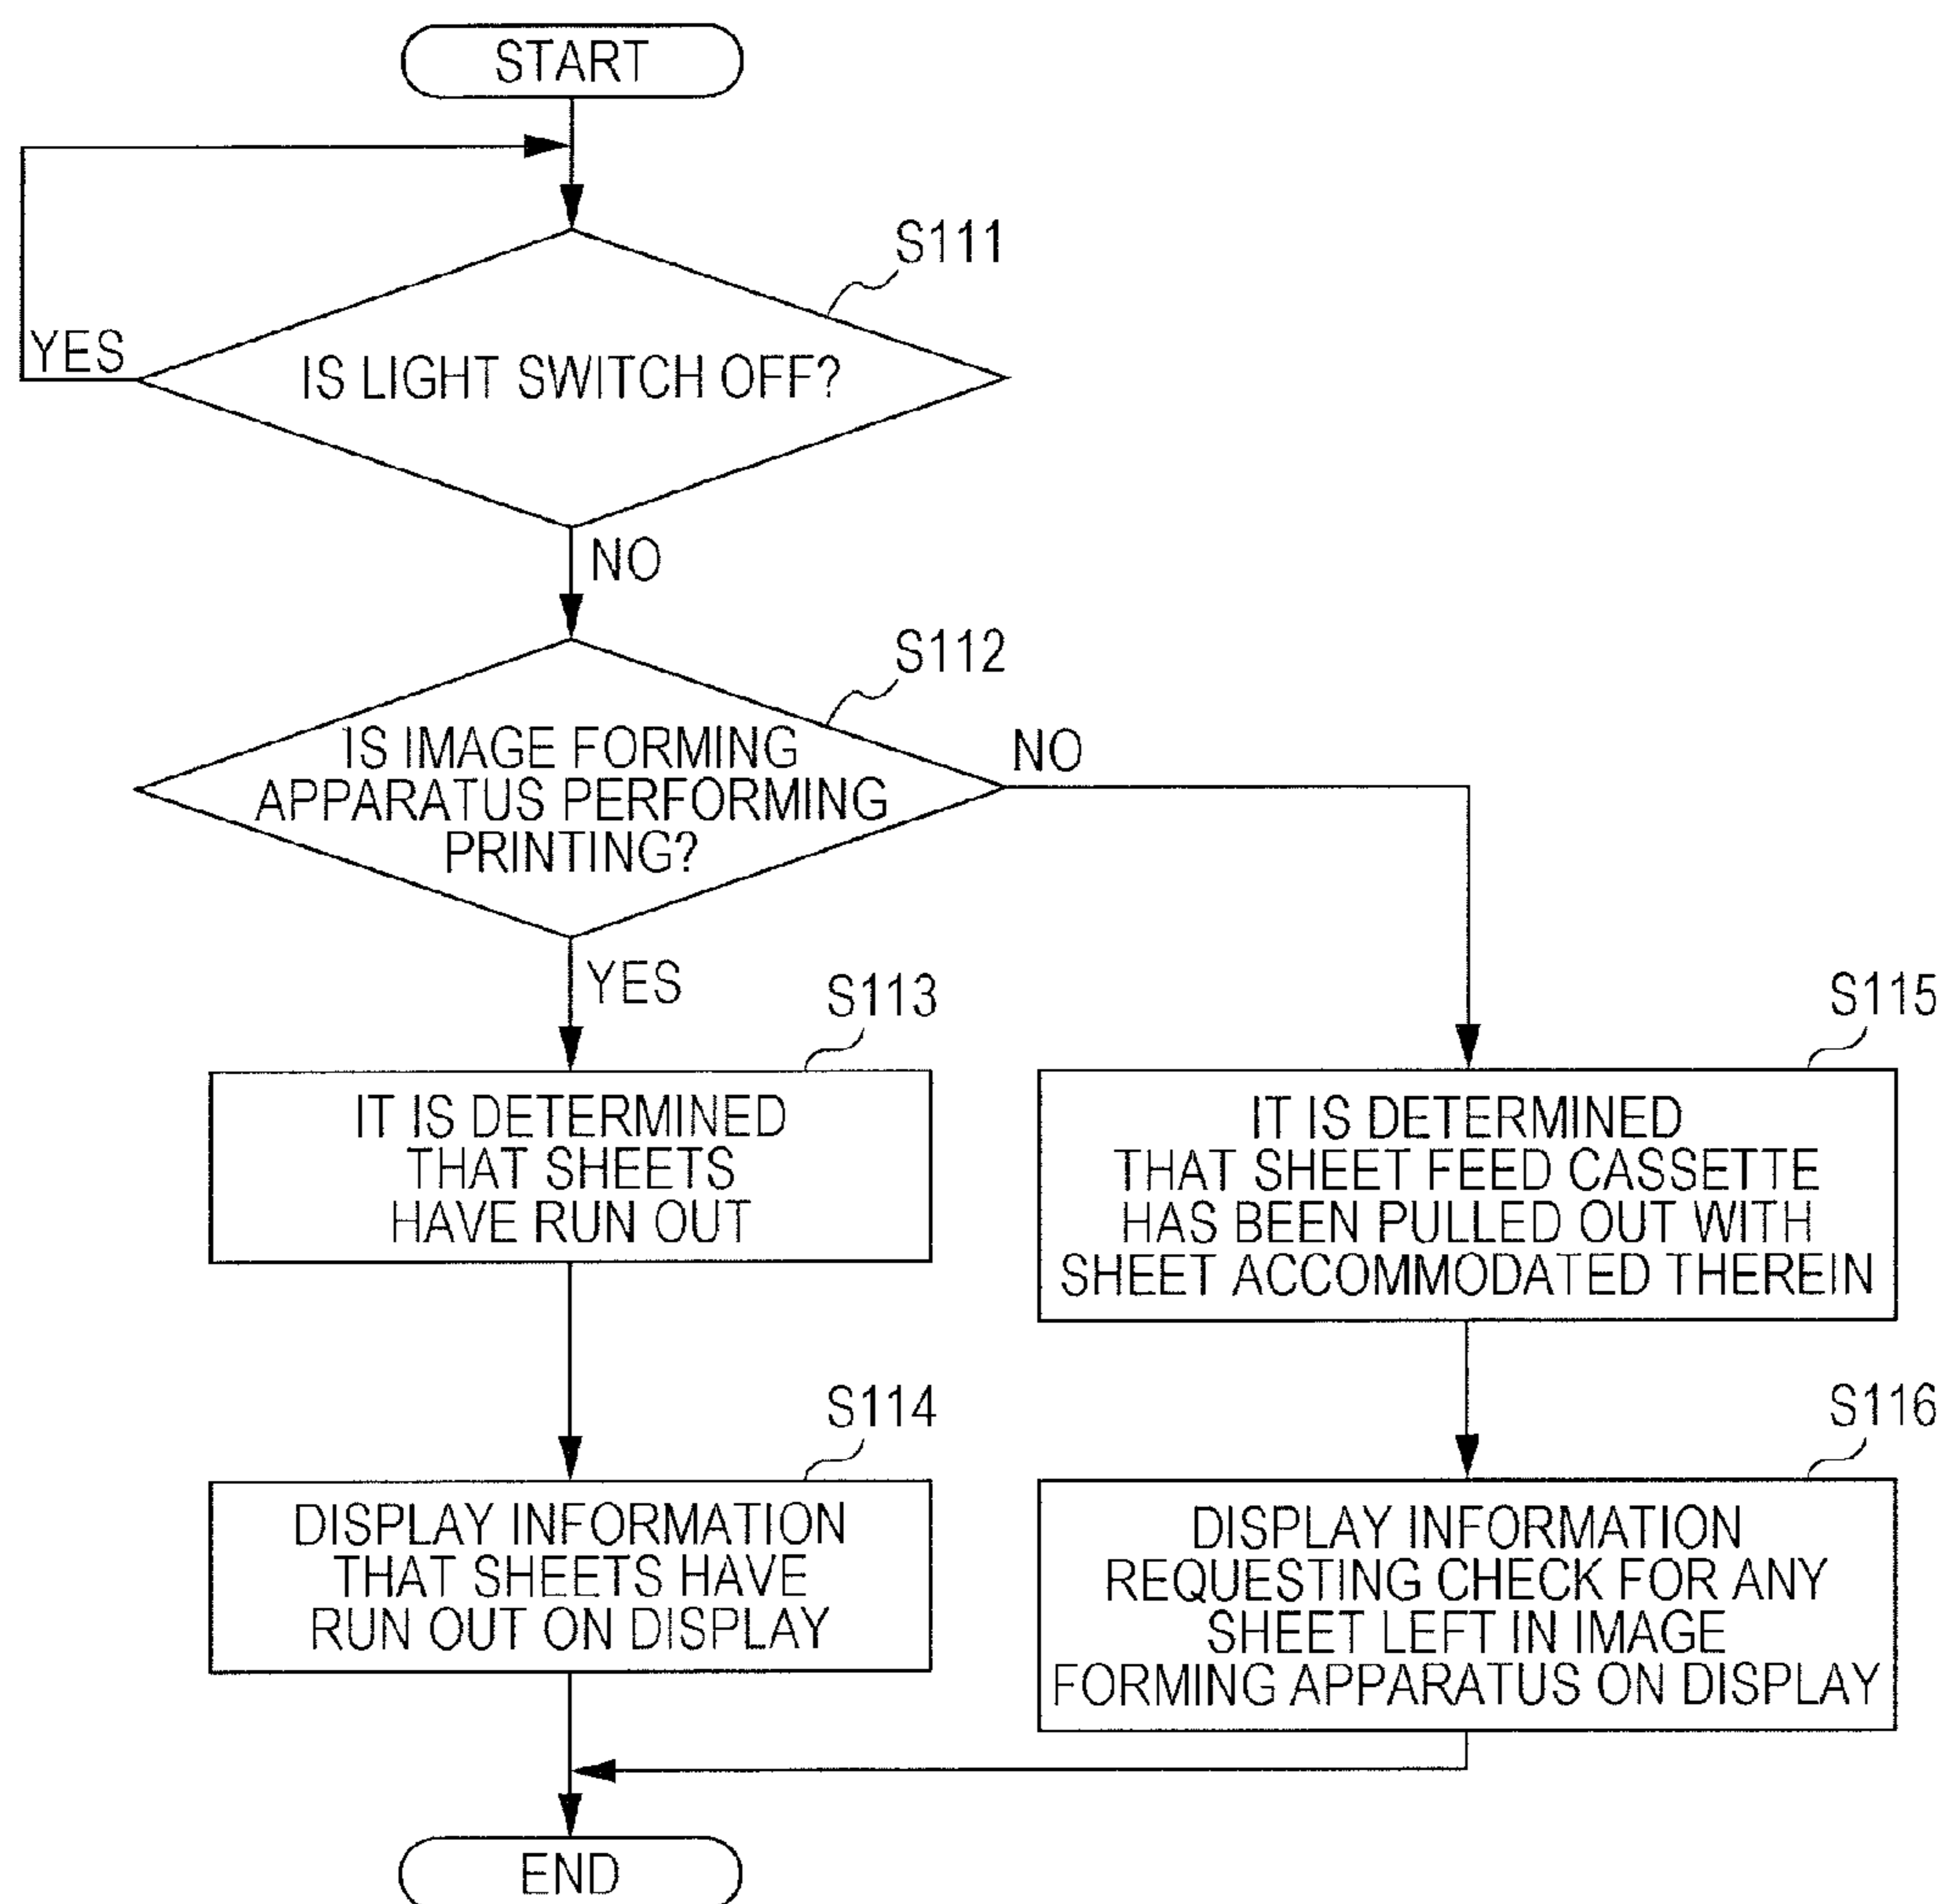 START
S111
YES
IS LIGHT SWITCH OFF?
NO
S112
IS IMAGE FORMING
APPARATUS PERFORMING
PRINTING?
NO
YES
S113
IT IS DETERMINED
THAT SHEETS
HAVE RUN OUT
S115
IT IS DETERMINED
THAT SHEET FEED CASSETTE
HAS BEEN PULLED OUT WITH
SHEET ACCOMMODATED THEREIN
S114
DISPLAY INFORMATION
THAT SHEETS HAVE
RUN OUT ON DISPLAY
S116
DISPLAY INFORMATION
REQUESTING CHECK FOR ANY
SHEET LEFT IN IMAGE
FORMING APPARATUS ON DISPLAY
END